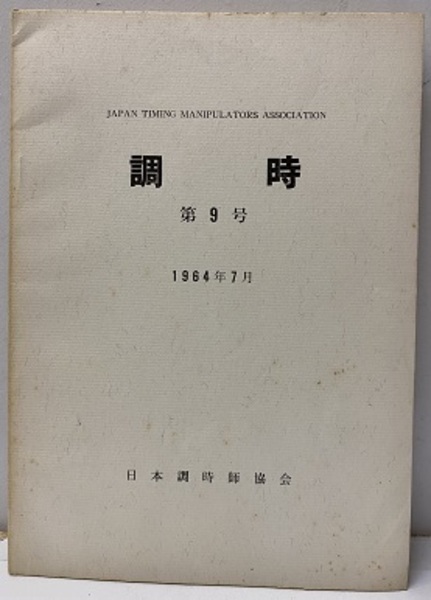 JAPAN TIMING MANIPULATORS ASSOCIATION
調 時
第9号
1964年7月
日本調時師協会